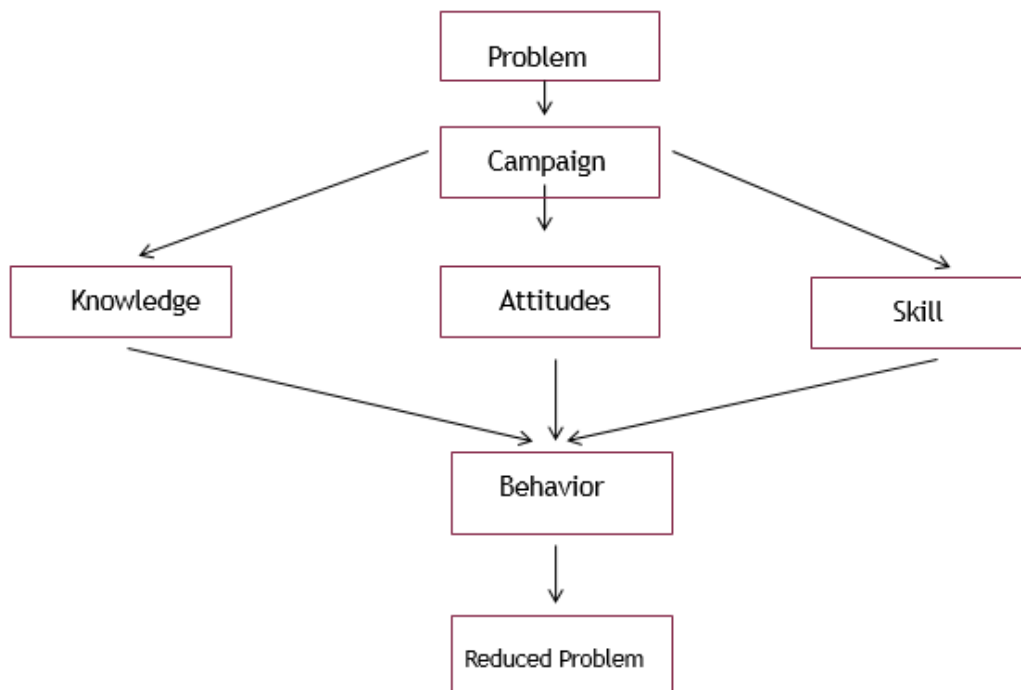 Problem
Campaign
Knowledge
Attitudes
Skill
Behavior
Reduced Problem